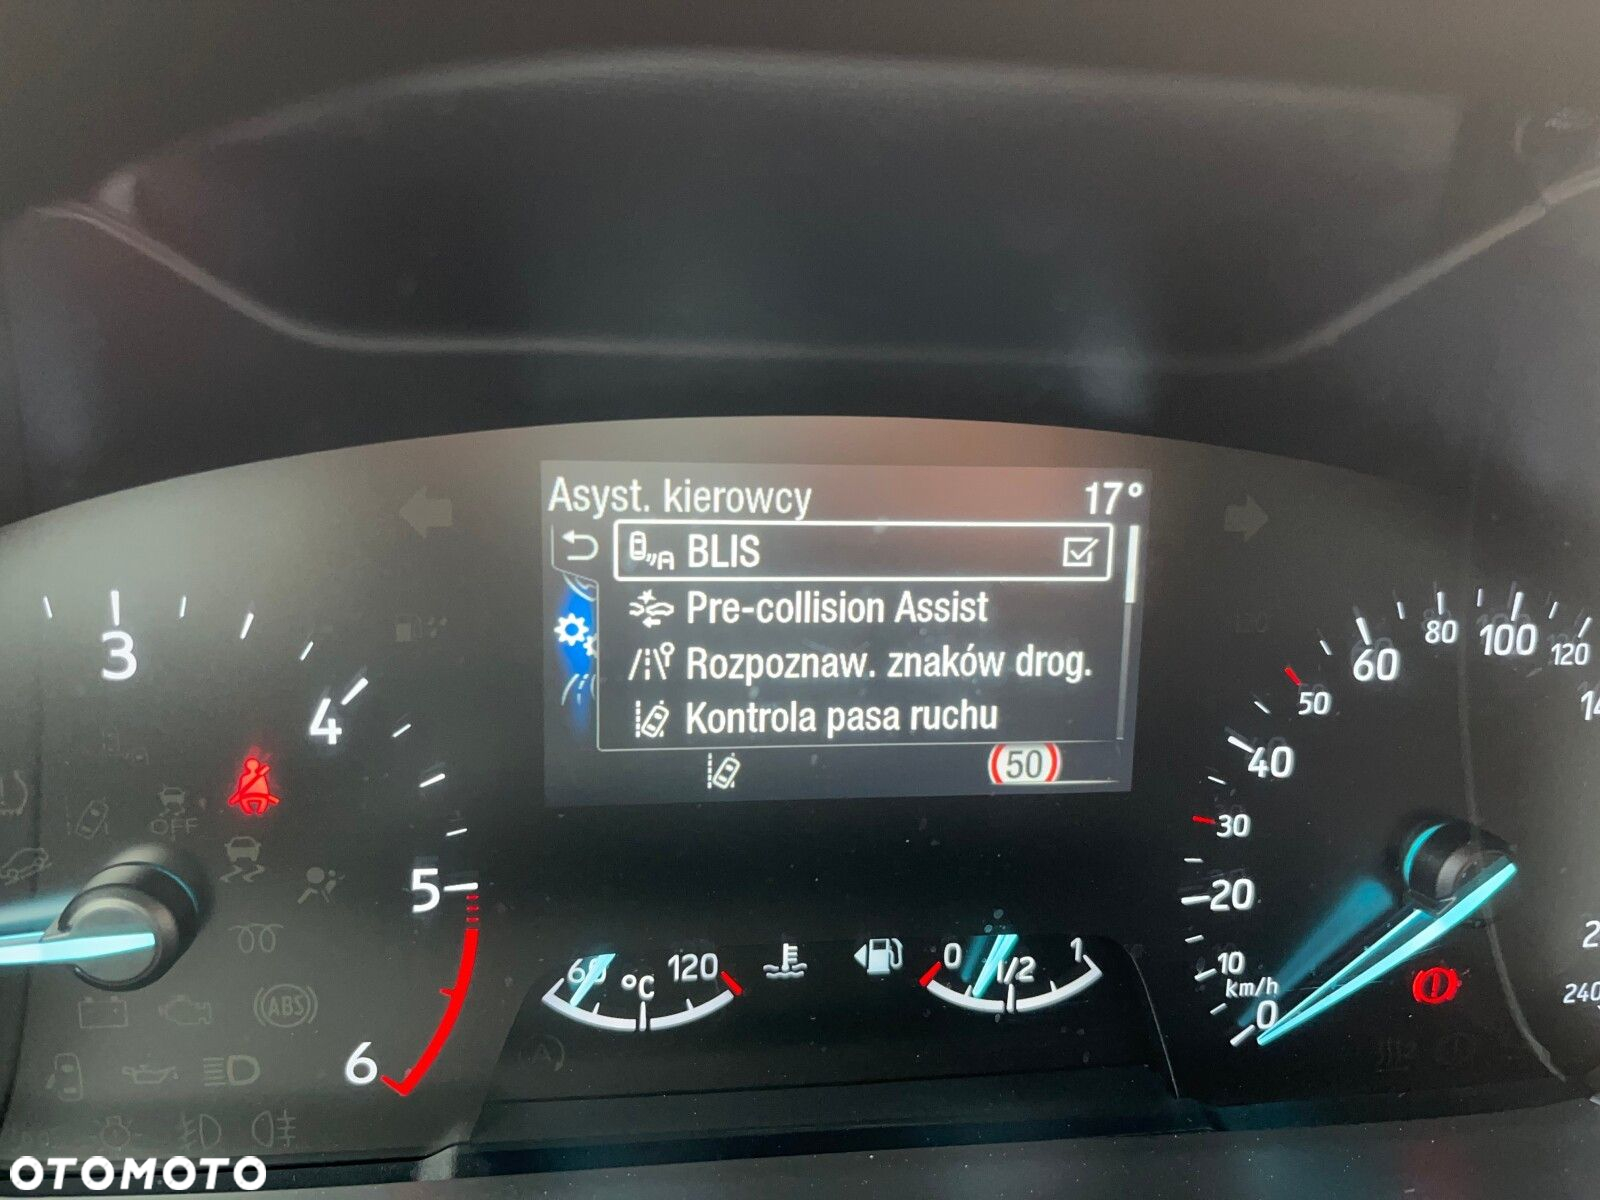 Asyst. kierowcy 17°
BLIS
Pre-collision Assist
Rozpoznaw. znaków drog.
Kontrola pasa ruchu
50
3
4
5
6
OFF
ABS
60 °C 120
0 1/2 1
0
10
20
30
40
50
60
80
100
120
km/h
240
OTOMOTO